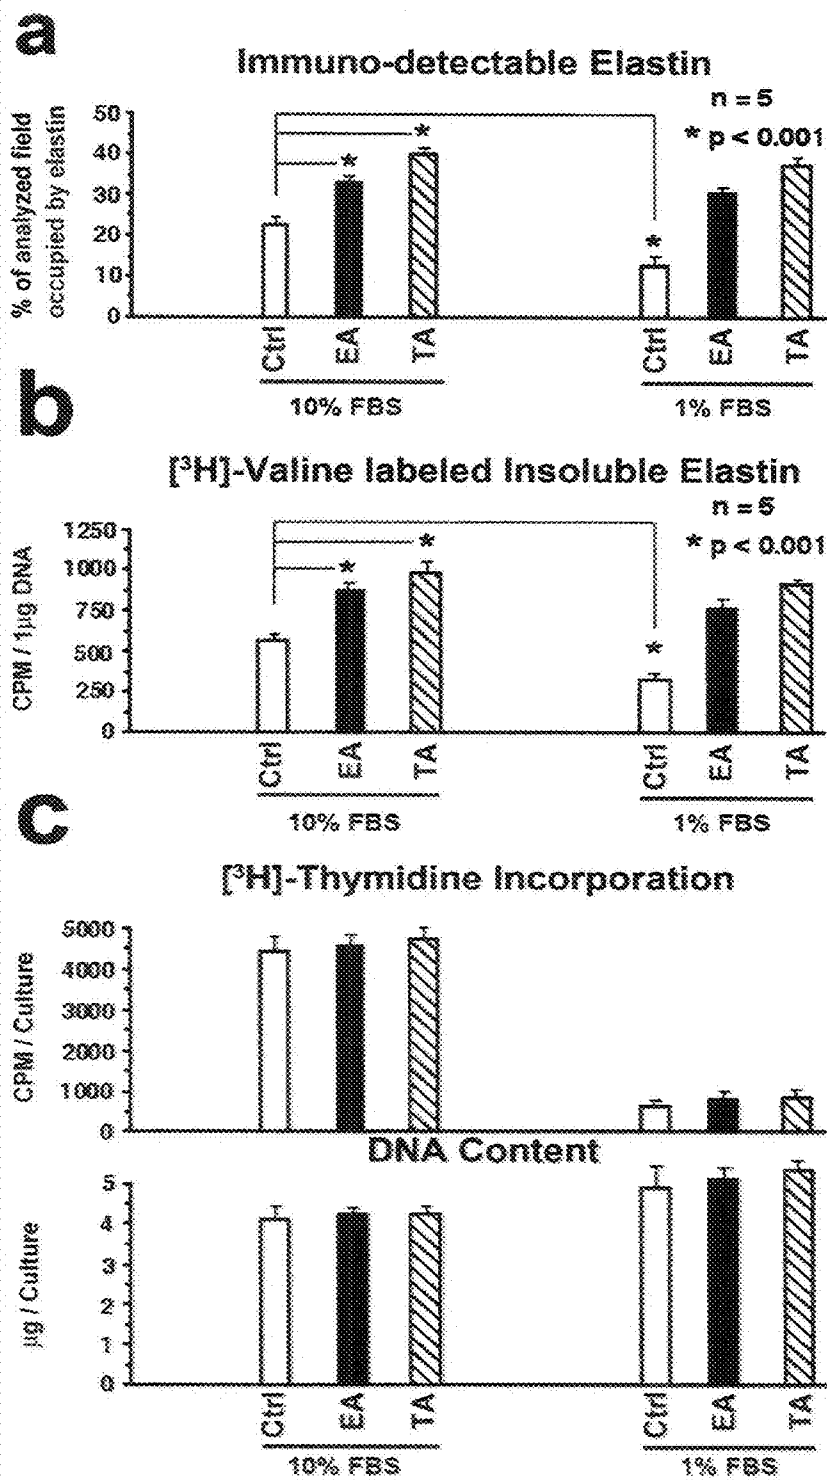 a
Immuno-detectable Elastin
n = 5
* p < 0.001
% of analyzed field
occupied by elastin
50
40
30
20
10
0
*
*
*
Ctrl
EA
TA
Ctrl
EA
TA
10% FBS
1% FBS
b
[³H]-Valine labeled Insoluble Elastin
n = 5
* p < 0.001
CPM / 1µg DNA
1250
1000
750
500
250
0
*
*
*
Ctrl
EA
TA
Ctrl
EA
TA
10% FBS
1% FBS
c
[³H]-Thymidine Incorporation
CPM / Culture
5000
4000
3000
2000
1000
0
DNA Content
µg / Culture
5
4
3
2
1
0
Ctrl
EA
TA
Ctrl
EA
TA
10% FBS
1% FBS